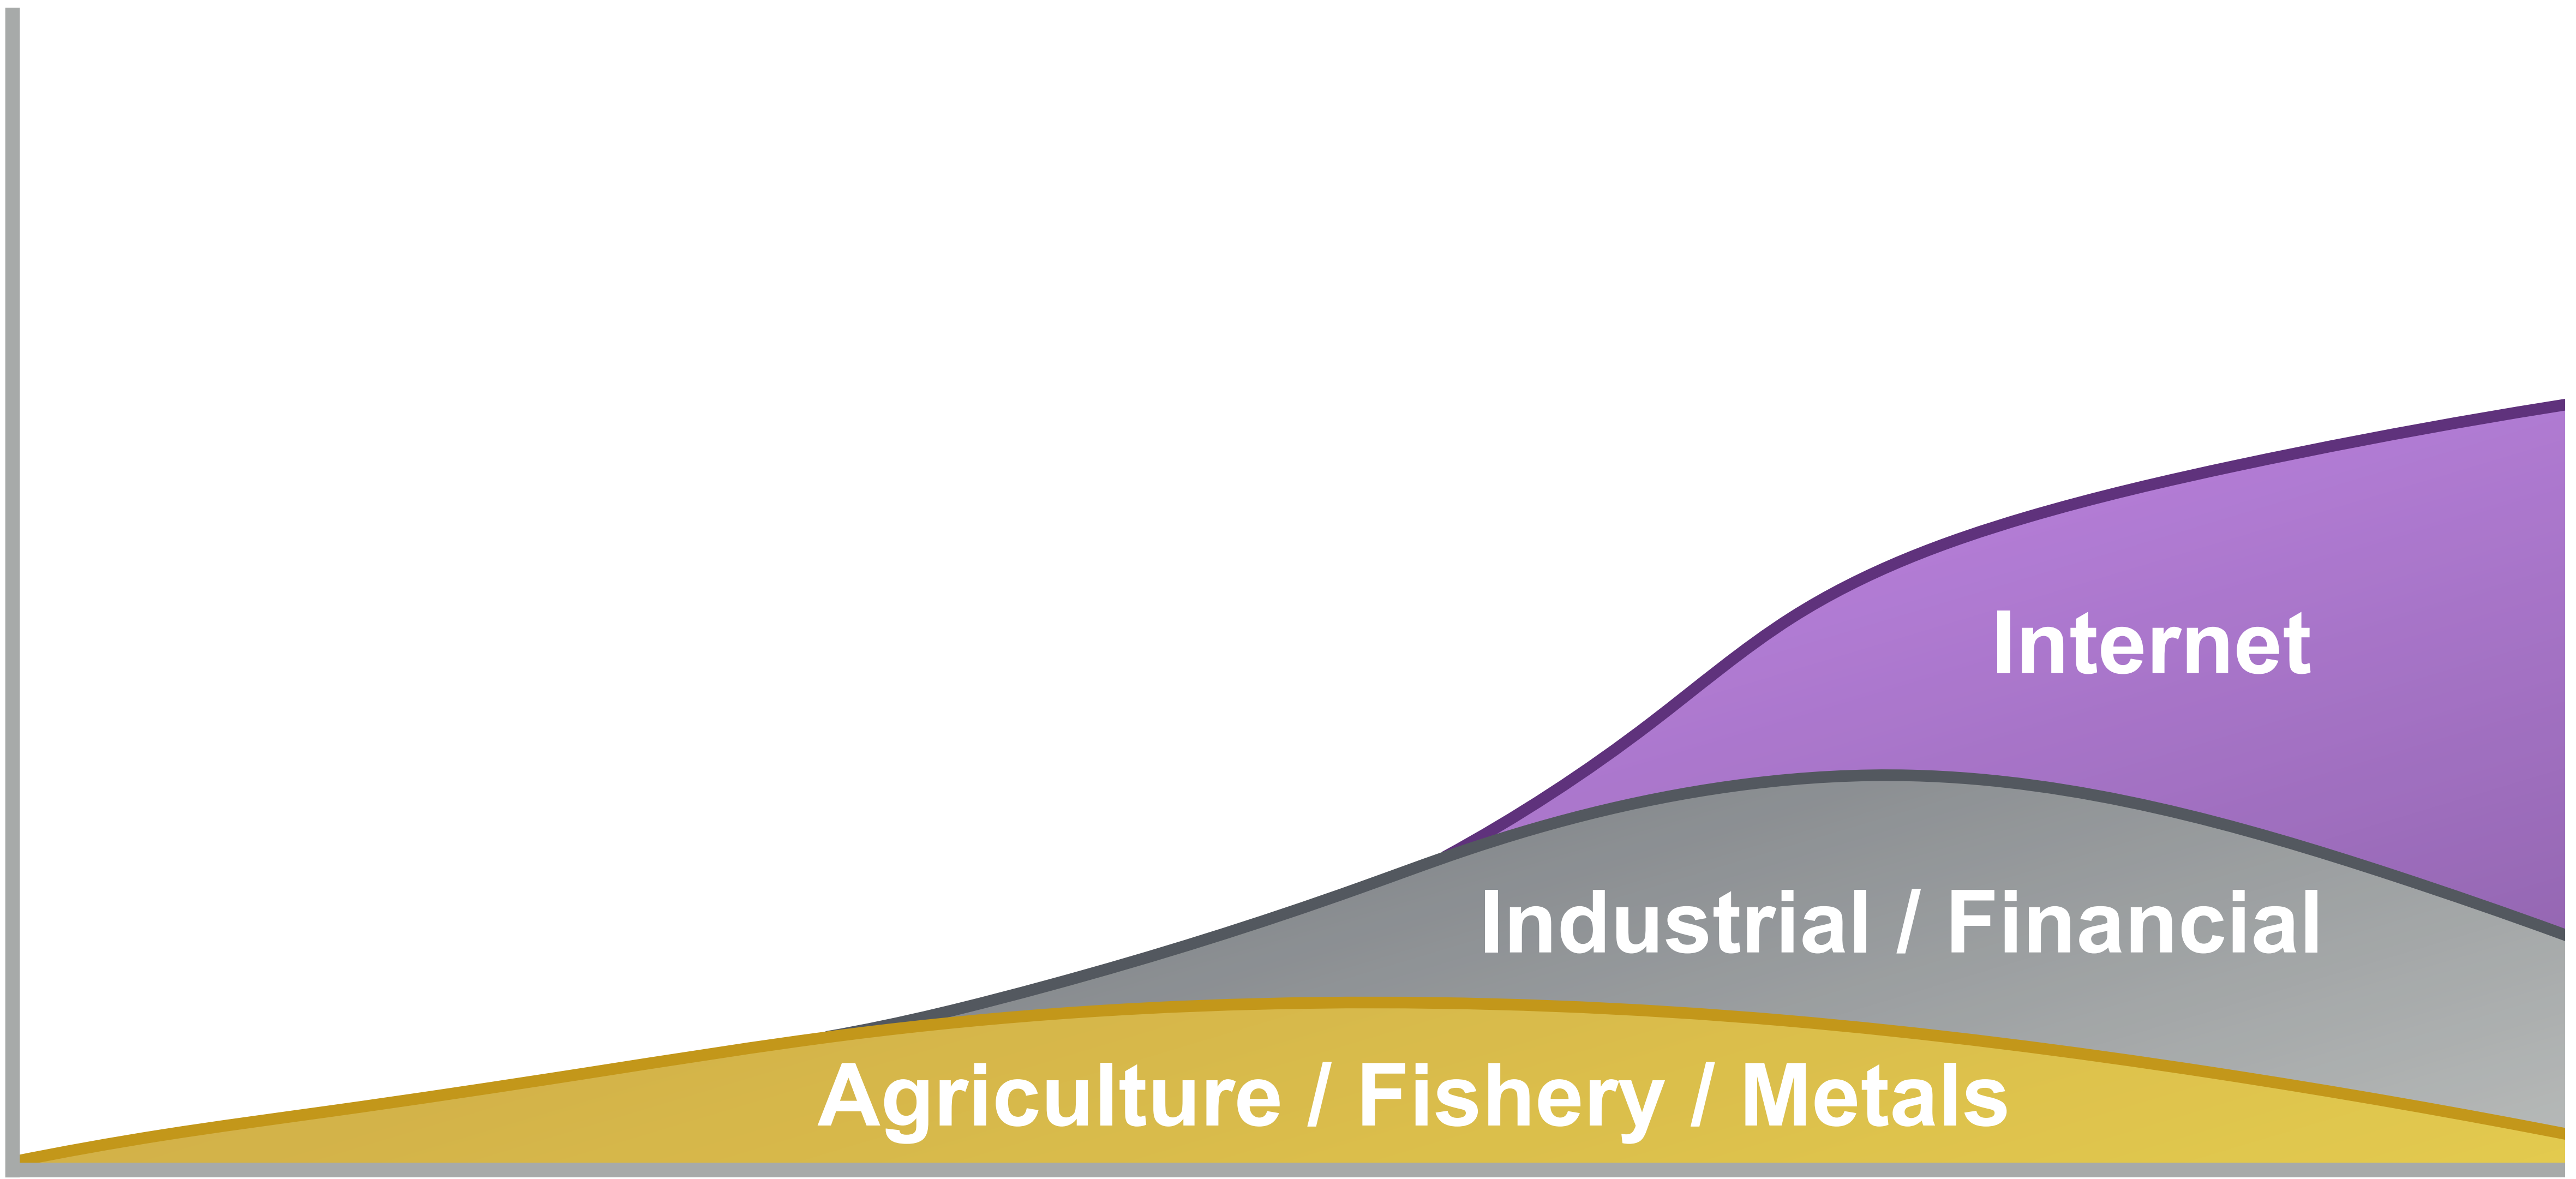 Internet
Industrial / Financial
Agriculture / Fishery / Metals